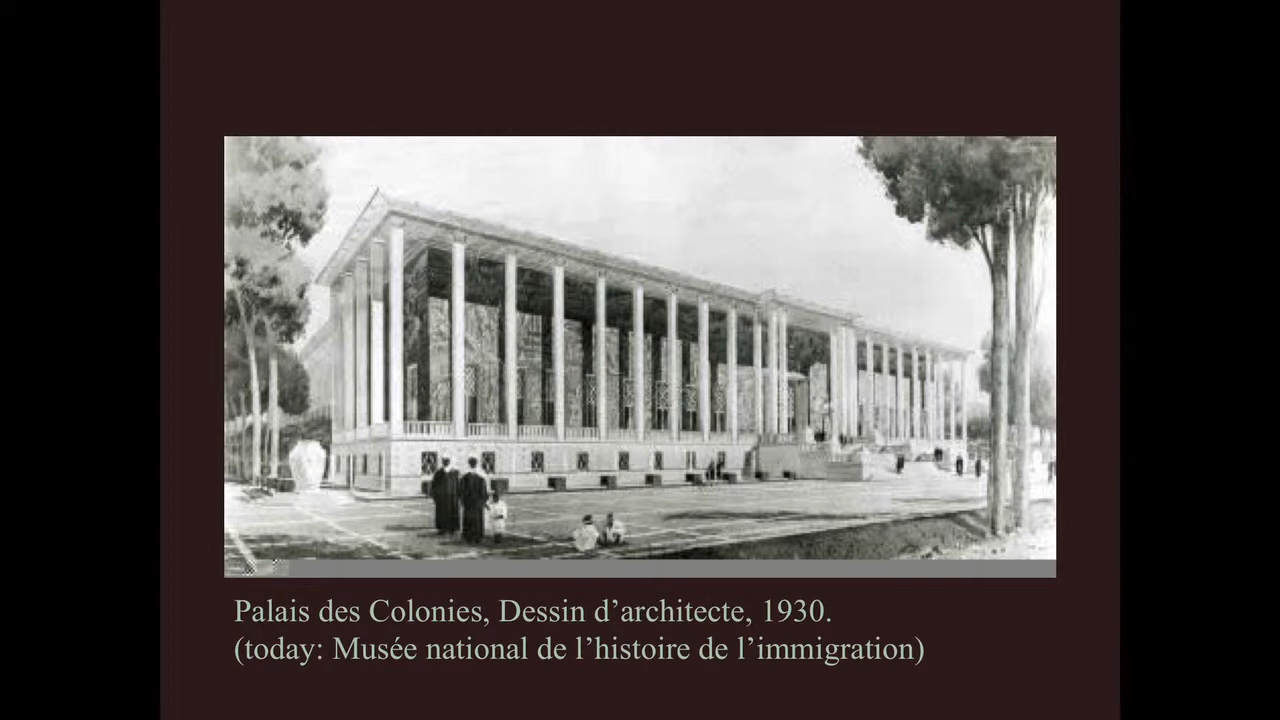 Palais des Colonies, Dessin d’architecte, 1930.
(today: Musée national de l’histoire de l’immigration)